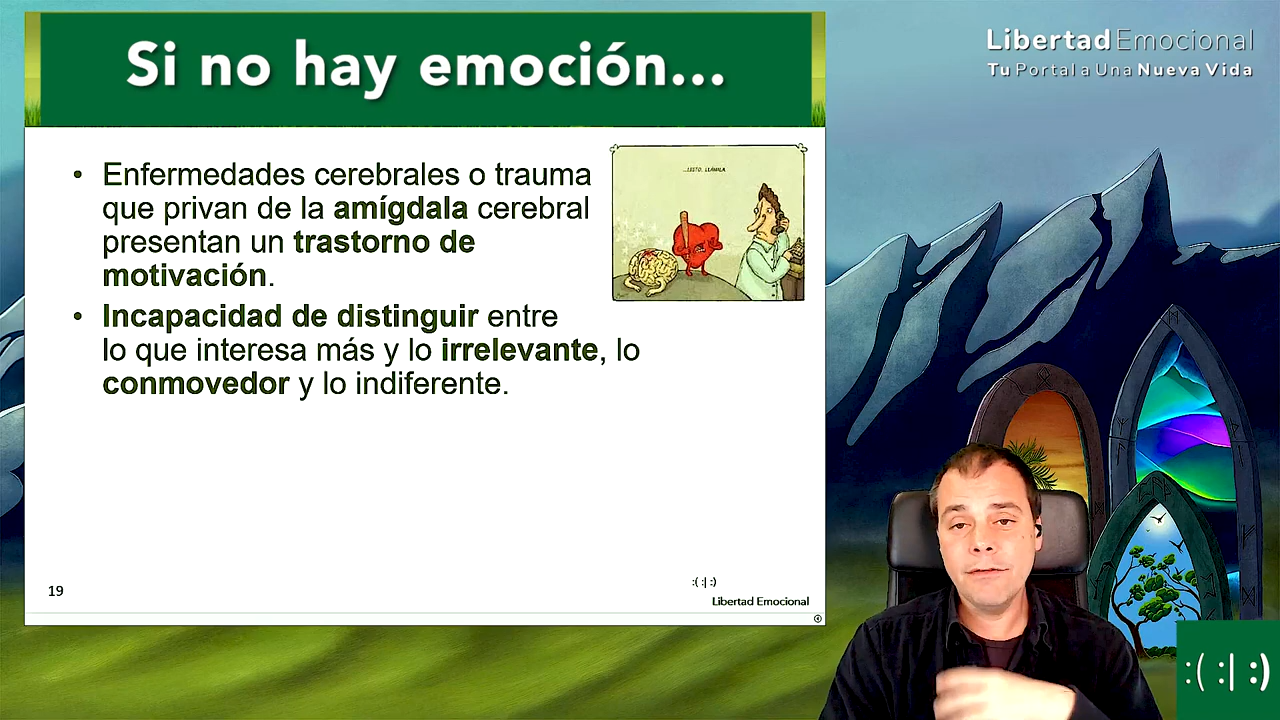 Si no hay emoción...
Libertad Emocional
Tu Portal a Una Nueva Vida
• Enfermedades cerebrales o trauma
que privan de la amígdala cerebral
presentan un trastorno de
motivación.
• Incapacidad de distinguir entre
lo que interesa más y lo irrelevante, lo
conmovedor y lo indiferente.
...LISTO, LLÁMALA.
19
:( :| :)
Libertad Emocional
:( :| :)